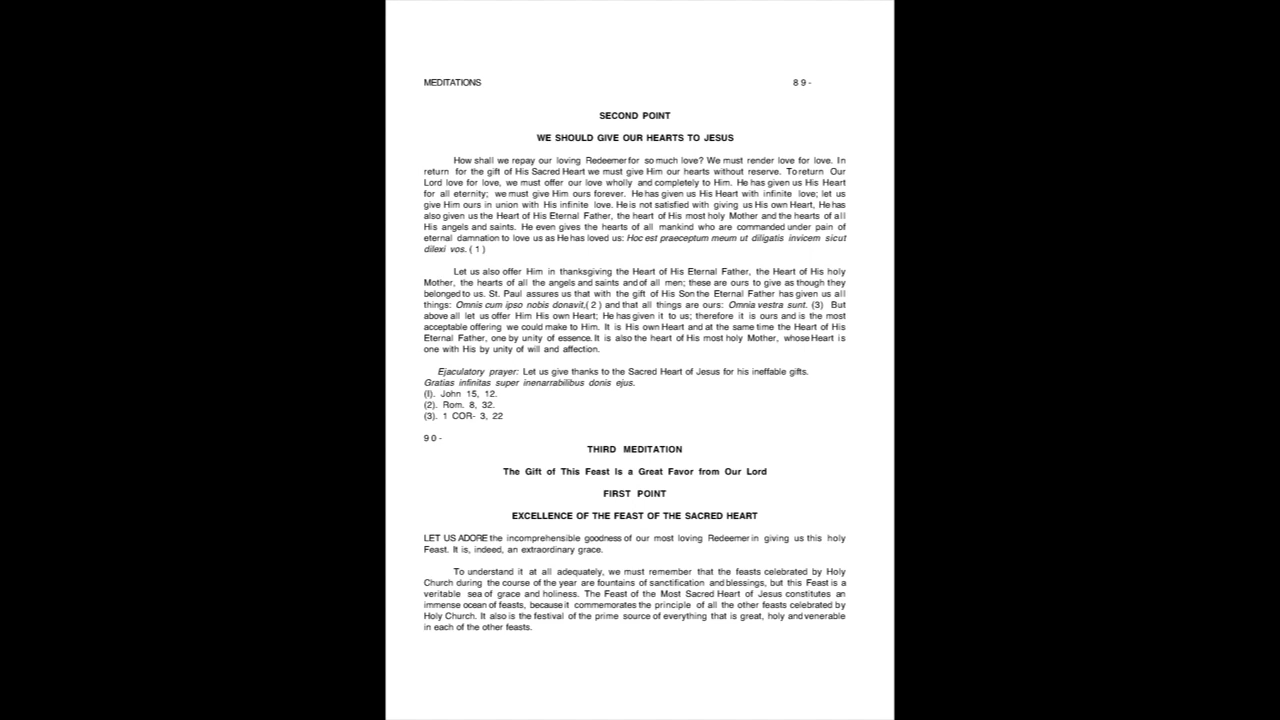 MEDITATIONS 8 9 -
SECOND POINT
WE SHOULD GIVE OUR HEARTS TO JESUS
How shall we repay our loving Redeemer for so much love? We must render love for love. In
return for the gift of His Sacred Heart we must give Him our hearts without reserve. To return Our
Lord love for love, we must offer our love wholly and completely to Him. He has given us His Heart
for all eternity; we must give Him ours forever. He has given us His Heart with infinite love; let us
give Him ours in union with His infinite love. He is not satisfied with giving us His own Heart, He has
also given us the Heart of His Eternal Father, the heart of His most holy Mother and the hearts of all
His angels and saints. He even gives the hearts of all mankind who are commanded under pain of
eternal damnation to love us as He has loved us: Hoc est praeceptum meum ut diligatis invicem sicut
dilexi vos. ( 1 )
Let us also offer Him in thanksgiving the Heart of His Eternal Father, the Heart of His holy
Mother, the hearts of all the angels and saints and of all men; these are ours to give as though they
belonged to us. St. Paul assures us that with the gift of His Son the Eternal Father has given us all
things: Omnis cum ipso nobis donavit,( 2 ) and that all things are ours: Omnia vestra sunt. (3) But
above all let us offer Him His own Heart; He has given it to us; therefore it is ours and is the most
acceptable offering we could make to Him. It is His own Heart and at the same time the Heart of His
Eternal Father, one by unity of essence. It is also the heart of His most holy Mother, whose Heart is
one with His by unity of will and affection.
Ejaculatory prayer: Let us give thanks to the Sacred Heart of Jesus for his ineffable gifts.
Gratias infinitas super inenarrabilibus donis ejus.
(I). John 15, 12.
(2). Rom. 8, 32.
(3). 1 COR- 3, 22
9 0 -
THIRD MEDITATION
The Gift of This Feast Is a Great Favor from Our Lord
FIRST POINT
EXCELLENCE OF THE FEAST OF THE SACRED HEART
LET US ADORE the incomprehensible goodness of our most loving Redeemer in giving us this holy
Feast. It is, indeed, an extraordinary grace.
To understand it at all adequately, we must remember that the feasts celebrated by Holy
Church during the course of the year are fountains of sanctification and blessings, but this Feast is a
veritable sea of grace and holiness. The Feast of the Most Sacred Heart of Jesus constitutes an
immense ocean of feasts, because it commemorates the principle of all the other feasts celebrated by
Holy Church. It also is the festival of the prime source of everything that is great, holy and venerable
in each of the other feasts.